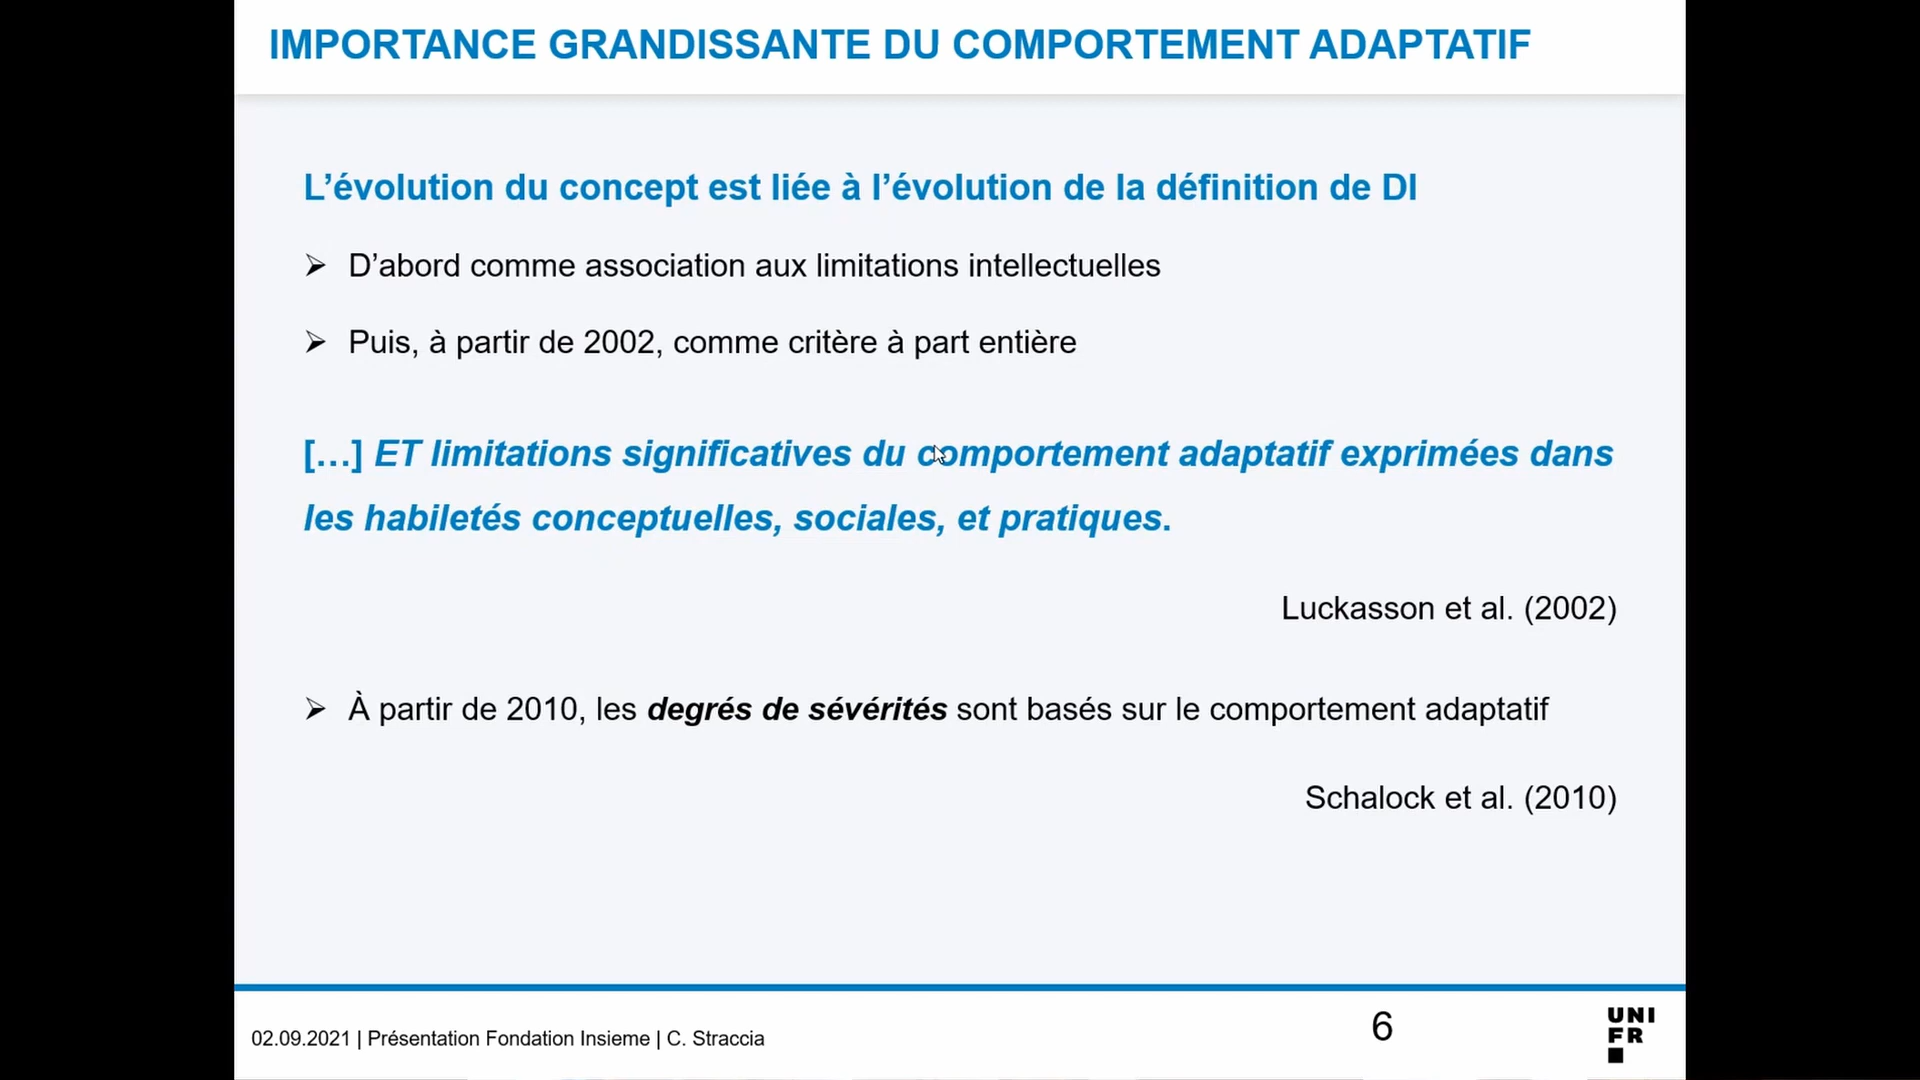 IMPORTANCE GRANDISSANTE DU COMPORTEMENT ADAPTATIF
L’évolution du concept est liée à l’évolution de la définition de DI
➢ D’abord comme association aux limitations intellectuelles
➢ Puis, à partir de 2002, comme critère à part entière
[…] ET limitations significatives du comportement adaptatif exprimées dans
les habiletés conceptuelles, sociales, et pratiques.
Luckasson et al. (2002)
➢ À partir de 2010, les degrés de sévérités sont basés sur le comportement adaptatif
Schalock et al. (2010)
02.09.2021 | Présentation Fondation Insieme | C. Straccia
6
UNI
FR